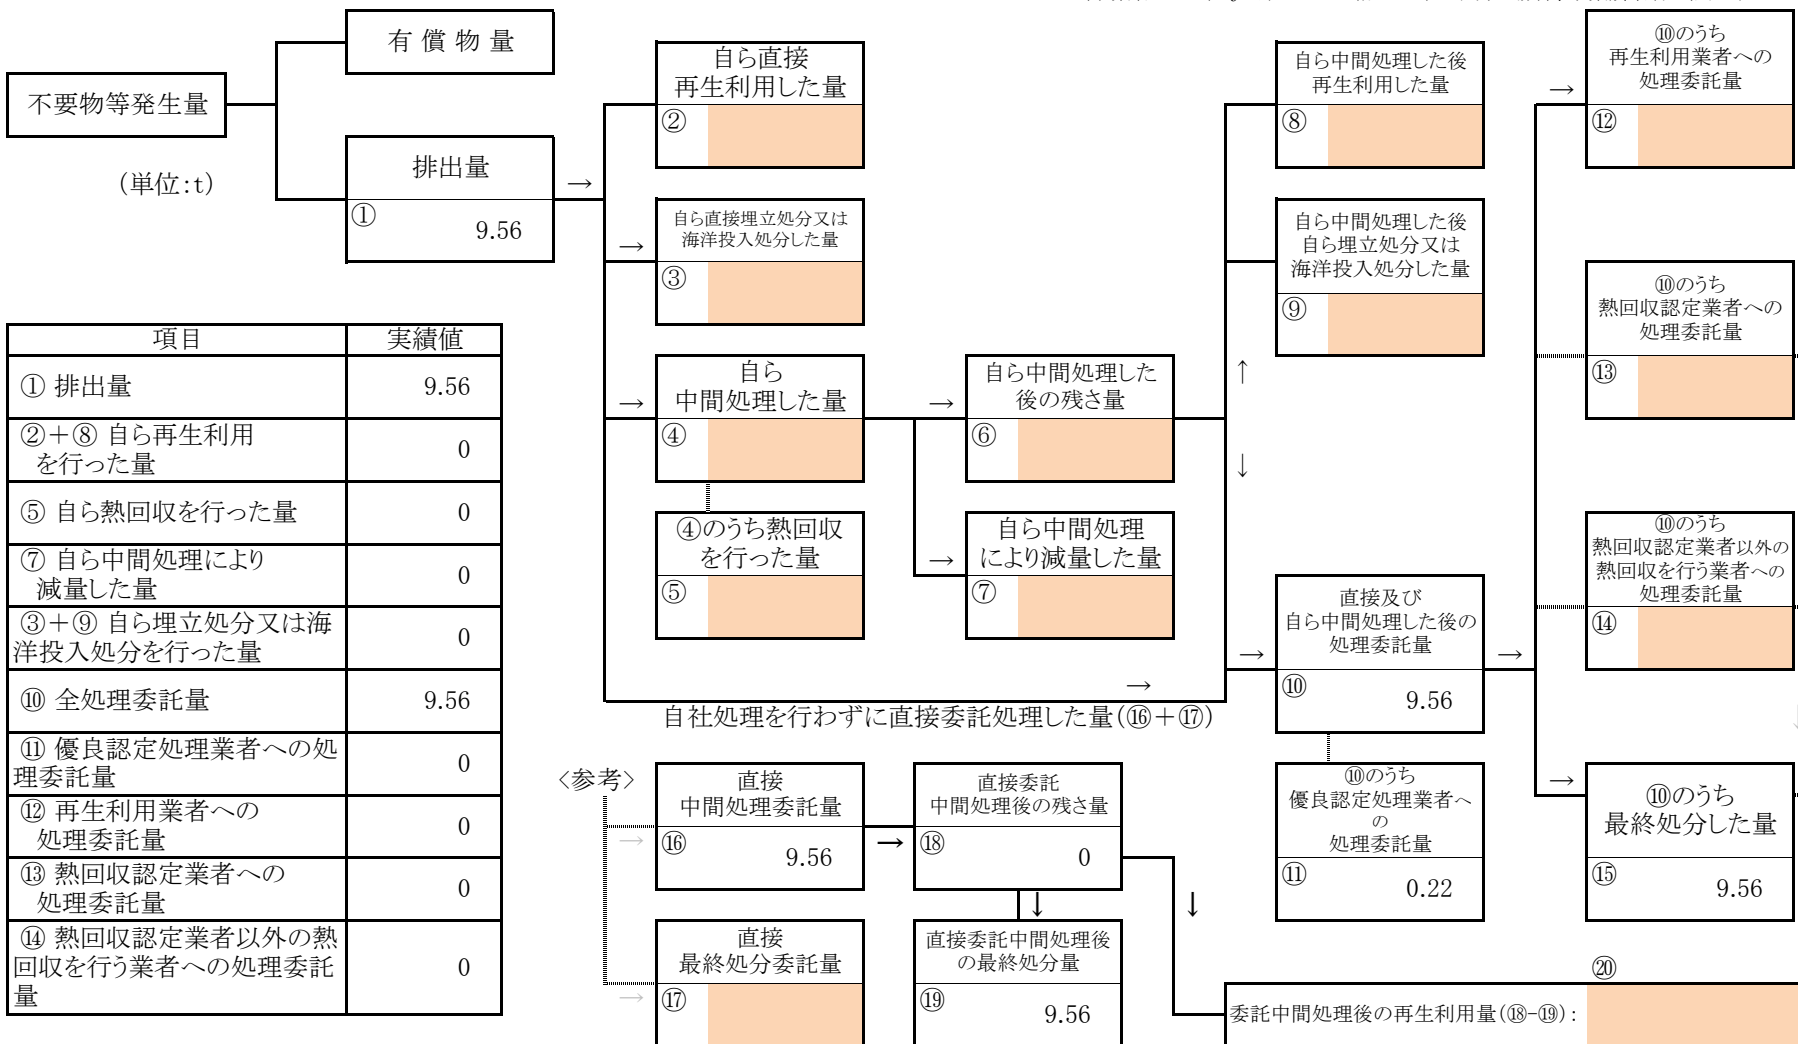 不要物等発生量
(単位:t)
有 償 物 量
排出量
①
9.56
→
自ら直接
再生利用した量
②
→
自ら直接埋立処分又は
海洋投入処分した量
③
→
自ら
中間処理した量
④
④のうち熱回収
を行った量
⑤
→
自ら中間処理した
後の残さ量
⑥
→
自ら中間処理
により減量した量
⑦
↑
↓
自ら中間処理した後
再生利用した量
⑧
自ら中間処理した後
自ら埋立処分又は
海洋投入処分した量
⑨
→
直接及び
自ら中間処理した後の
処理委託量
⑩
9.56
→
自社処理を行わずに直接委託処理した量(⑯+⑰)
⑩のうち
優良認定処理業者へ
の
処理委託量
⑪
0.22
→
→
⑩のうち
再生利用業者への
処理委託量
⑫
⑩のうち
熱回収認定業者への
処理委託量
⑬
⑩のうち
熱回収認定業者以外の
熱回収を行う業者への
処理委託量
⑭
→
⑩のうち
最終処分した量
⑮
9.56
項目 実績値
① 排出量 9.56
②+⑧ 自ら再生利用
を行った量 0
⑤ 自ら熱回収を行った量 0
⑦ 自ら中間処理により
減量した量 0
③+⑨ 自ら埋立処分又は海
洋投入処分を行った量 0
⑩ 全処理委託量 9.56
⑪ 優良認定処理業者への処
理委託量 0
⑫ 再生利用業者への
処理委託量 0
⑬ 熱回収認定業者への
処理委託量 0
⑭ 熱回収認定業者以外の熱
回収を行う業者への処理委託
量 0
<参考>
→
直接
中間処理委託量
⑯
9.56
→
直接委託
中間処理後の残さ量
⑱
0
↓
↓
→
直接
最終処分委託量
⑰
直接委託中間処理後
の最終処分量
⑲
9.56
⑳
委託中間処理後の再生利用量(⑱-⑲):